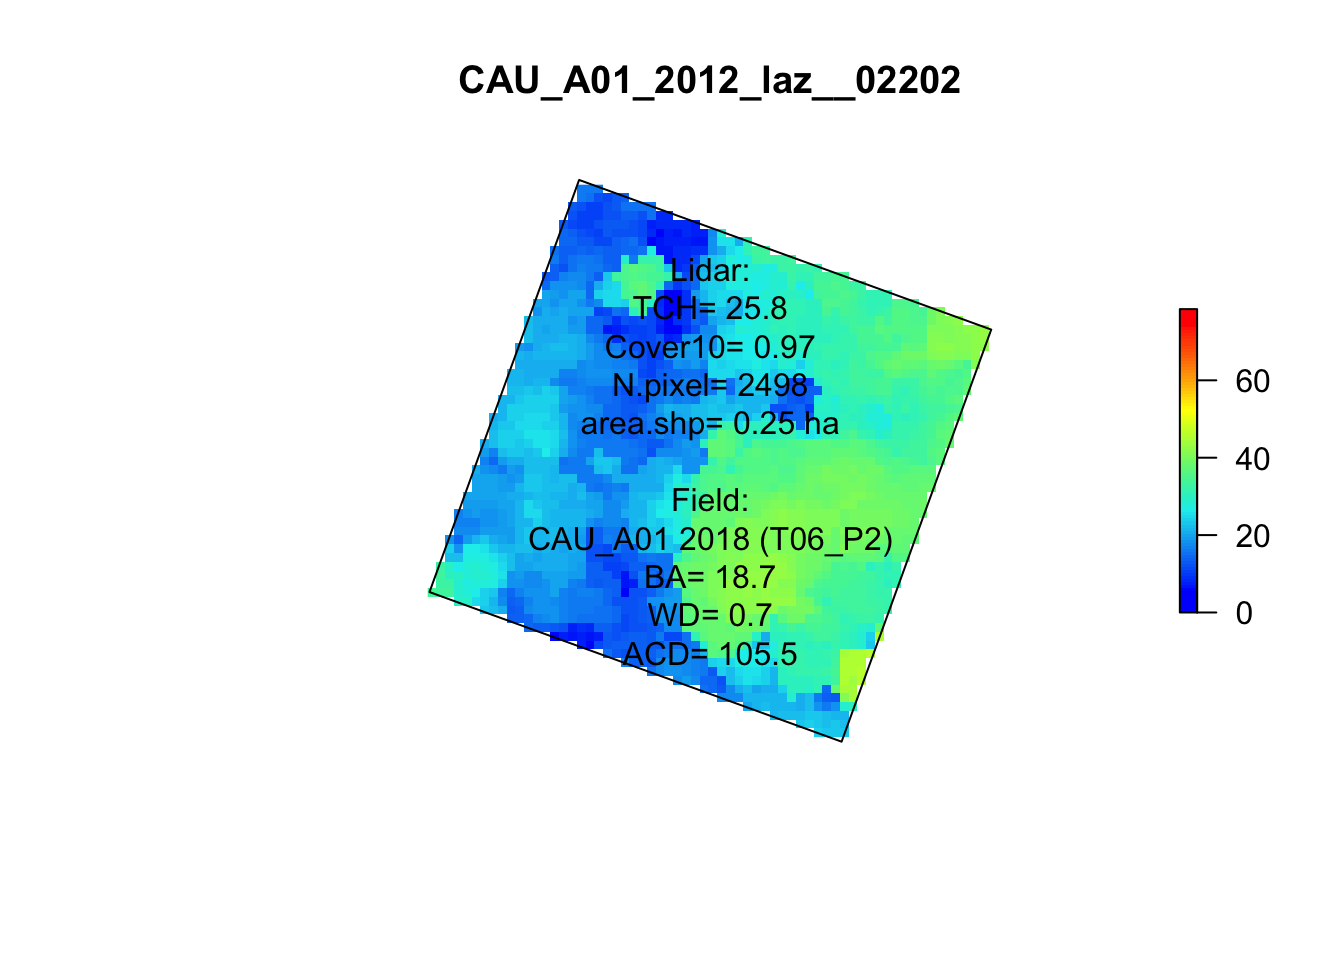 CAU_A01_2012_laz__02202
Lidar:
TCH= 25.8
Cover10= 0.97
N.pixel= 2498
area.shp= 0.25 ha
Field:
CAU_A01 2018 (T06_P2)
BA= 18.7
WD= 0.7
ACD= 105.5
60
40
20
0